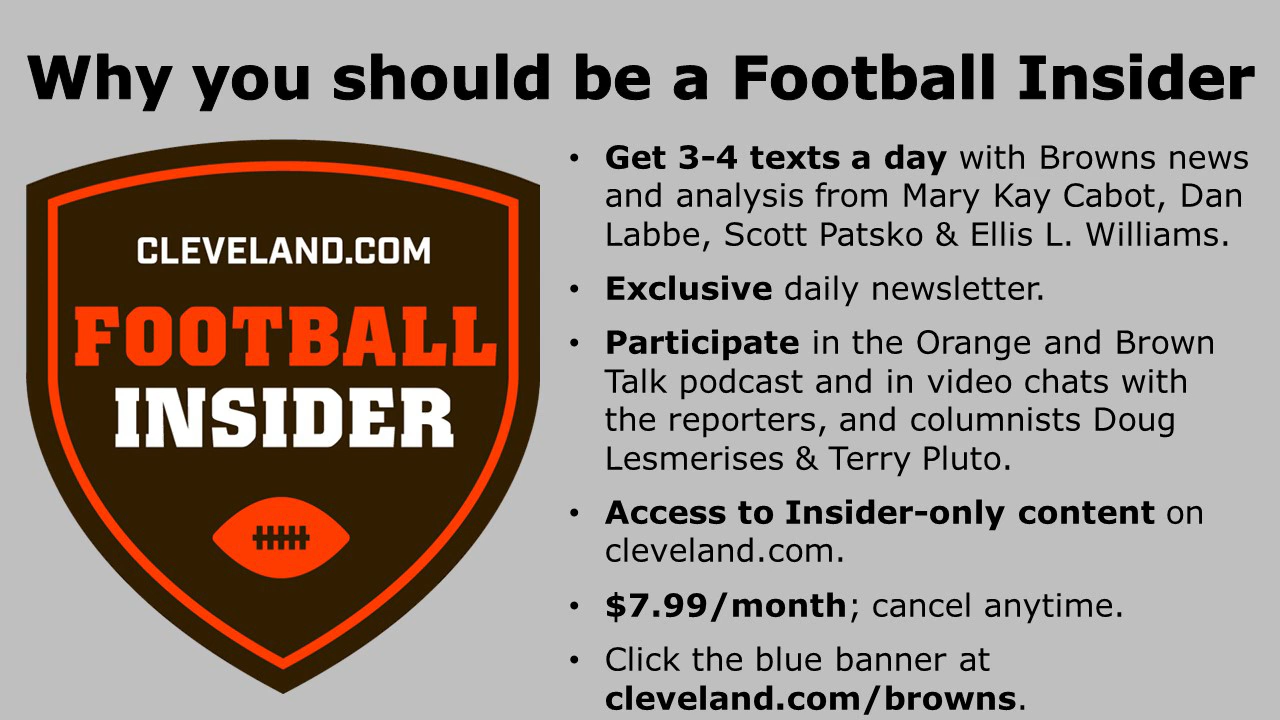 Why you should be a Football Insider
CLEVELAND.COM
FOOTBALL
INSIDER
• Get 3-4 texts a day with Browns news
and analysis from Mary Kay Cabot, Dan
Labbe, Scott Patsko & Ellis L. Williams.
• Exclusive daily newsletter.
• Participate in the Orange and Brown
Talk podcast and in video chats with
the reporters, and columnists Doug
Lesmerises & Terry Pluto.
• Access to Insider-only content on
cleveland.com.
• $7.99/month; cancel anytime.
• Click the blue banner at
cleveland.com/browns.